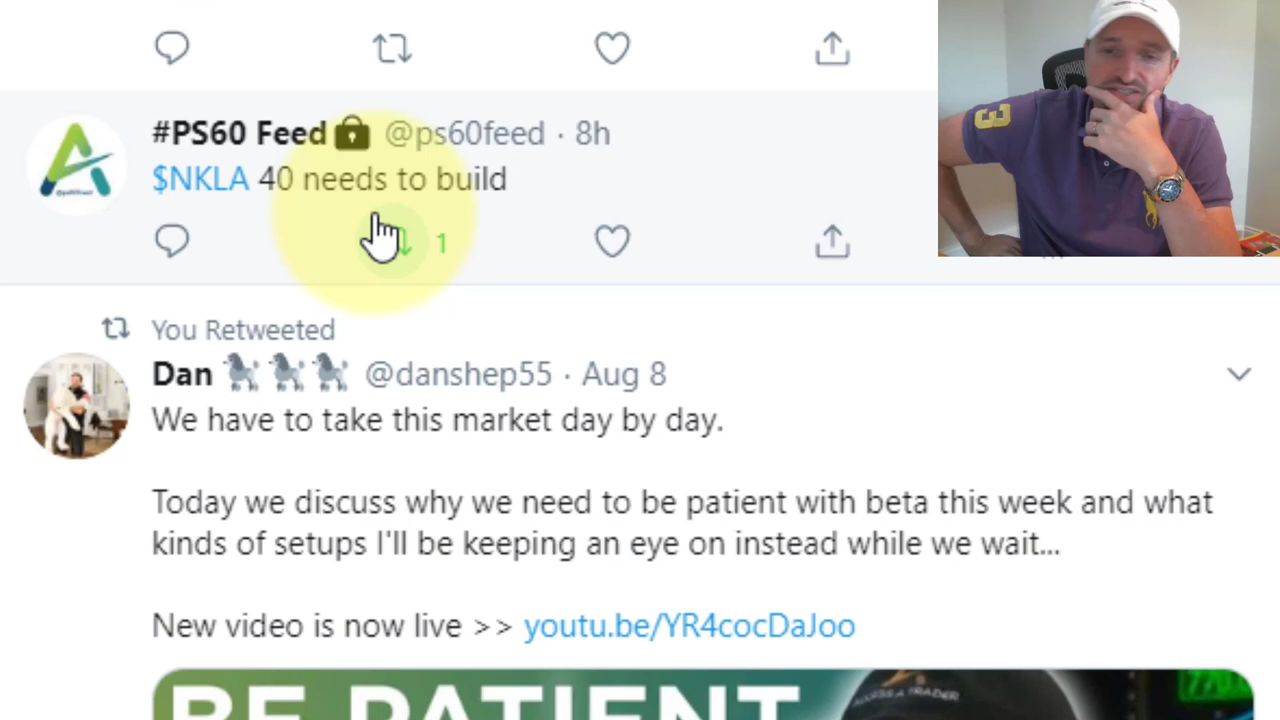 #PS60 Feed @ps60feed · 8h
$NKLA 40 needs to build
1
You Retweeted
Dan @danshep55 · Aug 8
We have to take this market day by day.
Today we discuss why we need to be patient with beta this week and what
kinds of setups I'll be keeping an eye on instead while we wait...
New video is now live >> youtu.be/YR4cocDaJoo
BE PATIENT
3